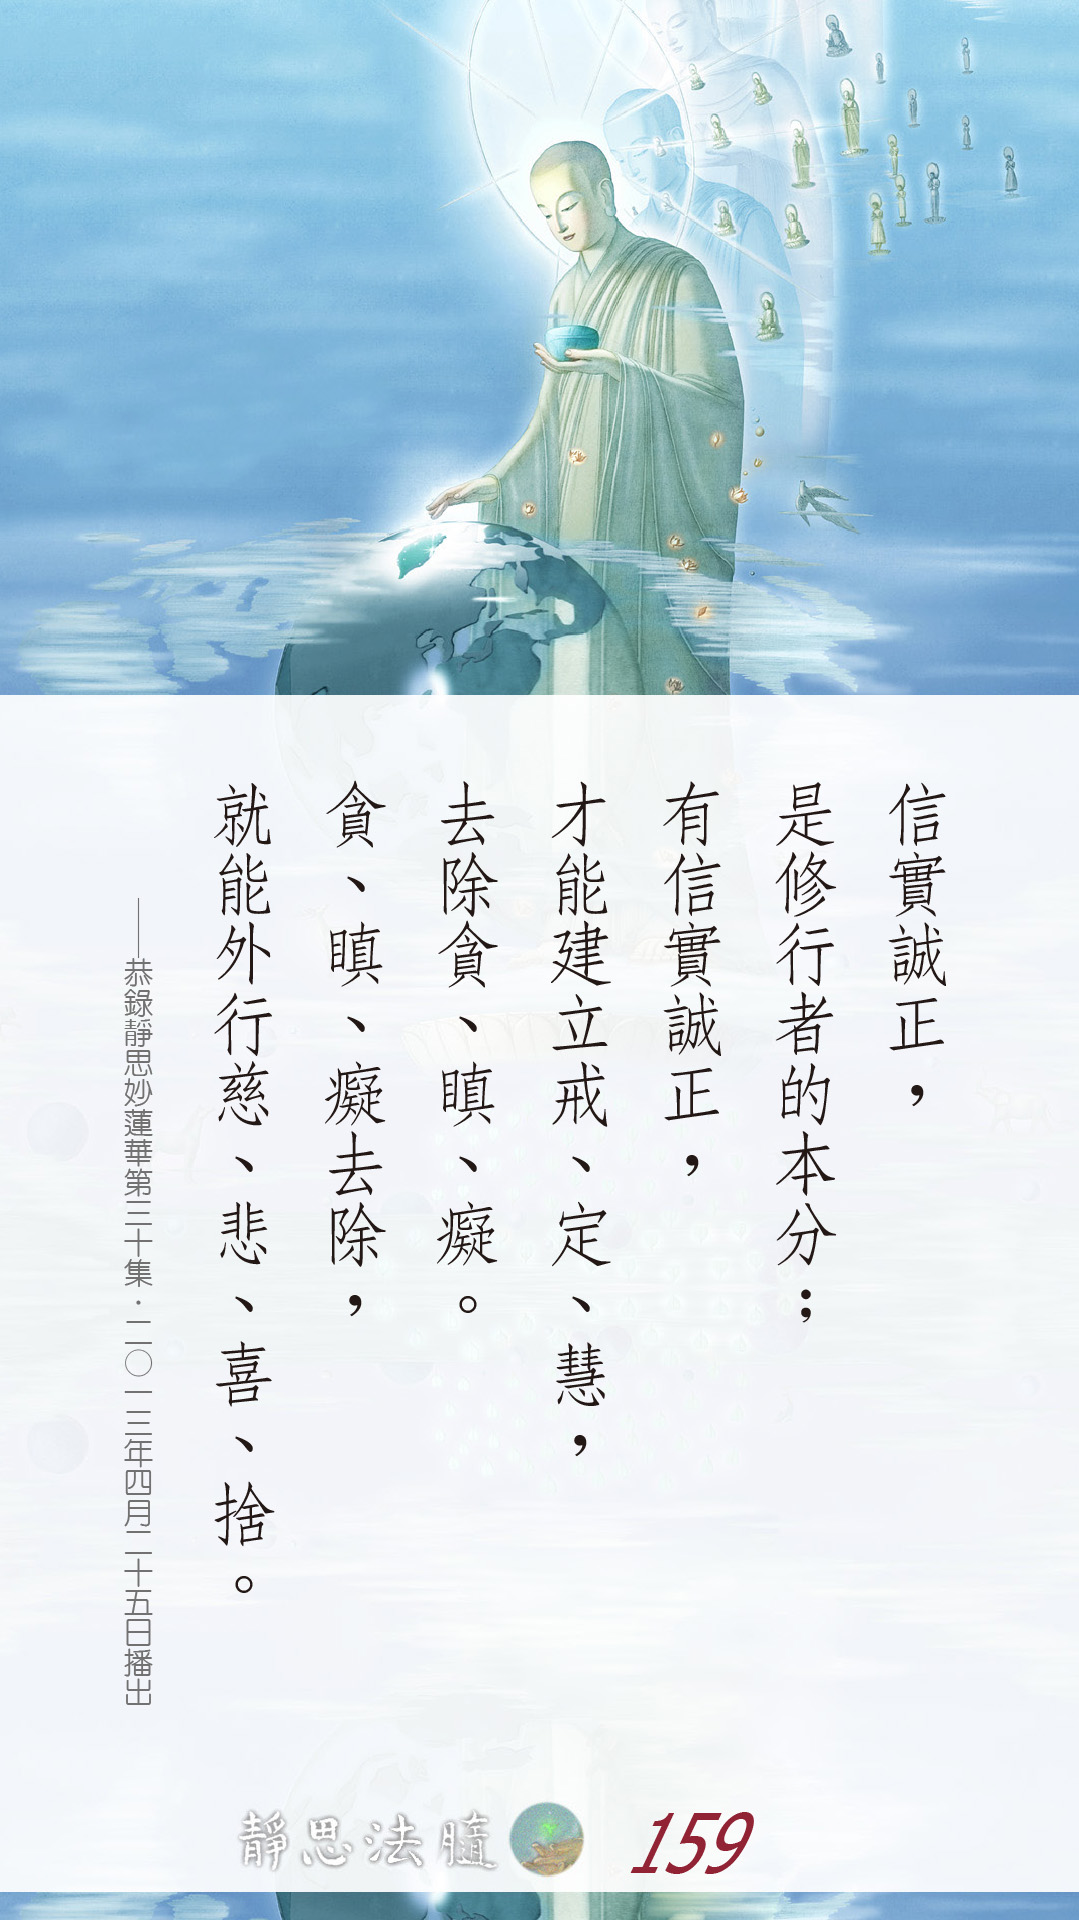 信實誠正，
是修行者的本分；
有信實誠正，
才能建立戒、定、慧，
去除貪、瞋、癡。
貪、瞋、癡去除，
就能外行慈、悲、喜、捨。
——恭錄靜思妙蓮華第三十集．二〇一三年四月二十五日播出
靜思法髓
159